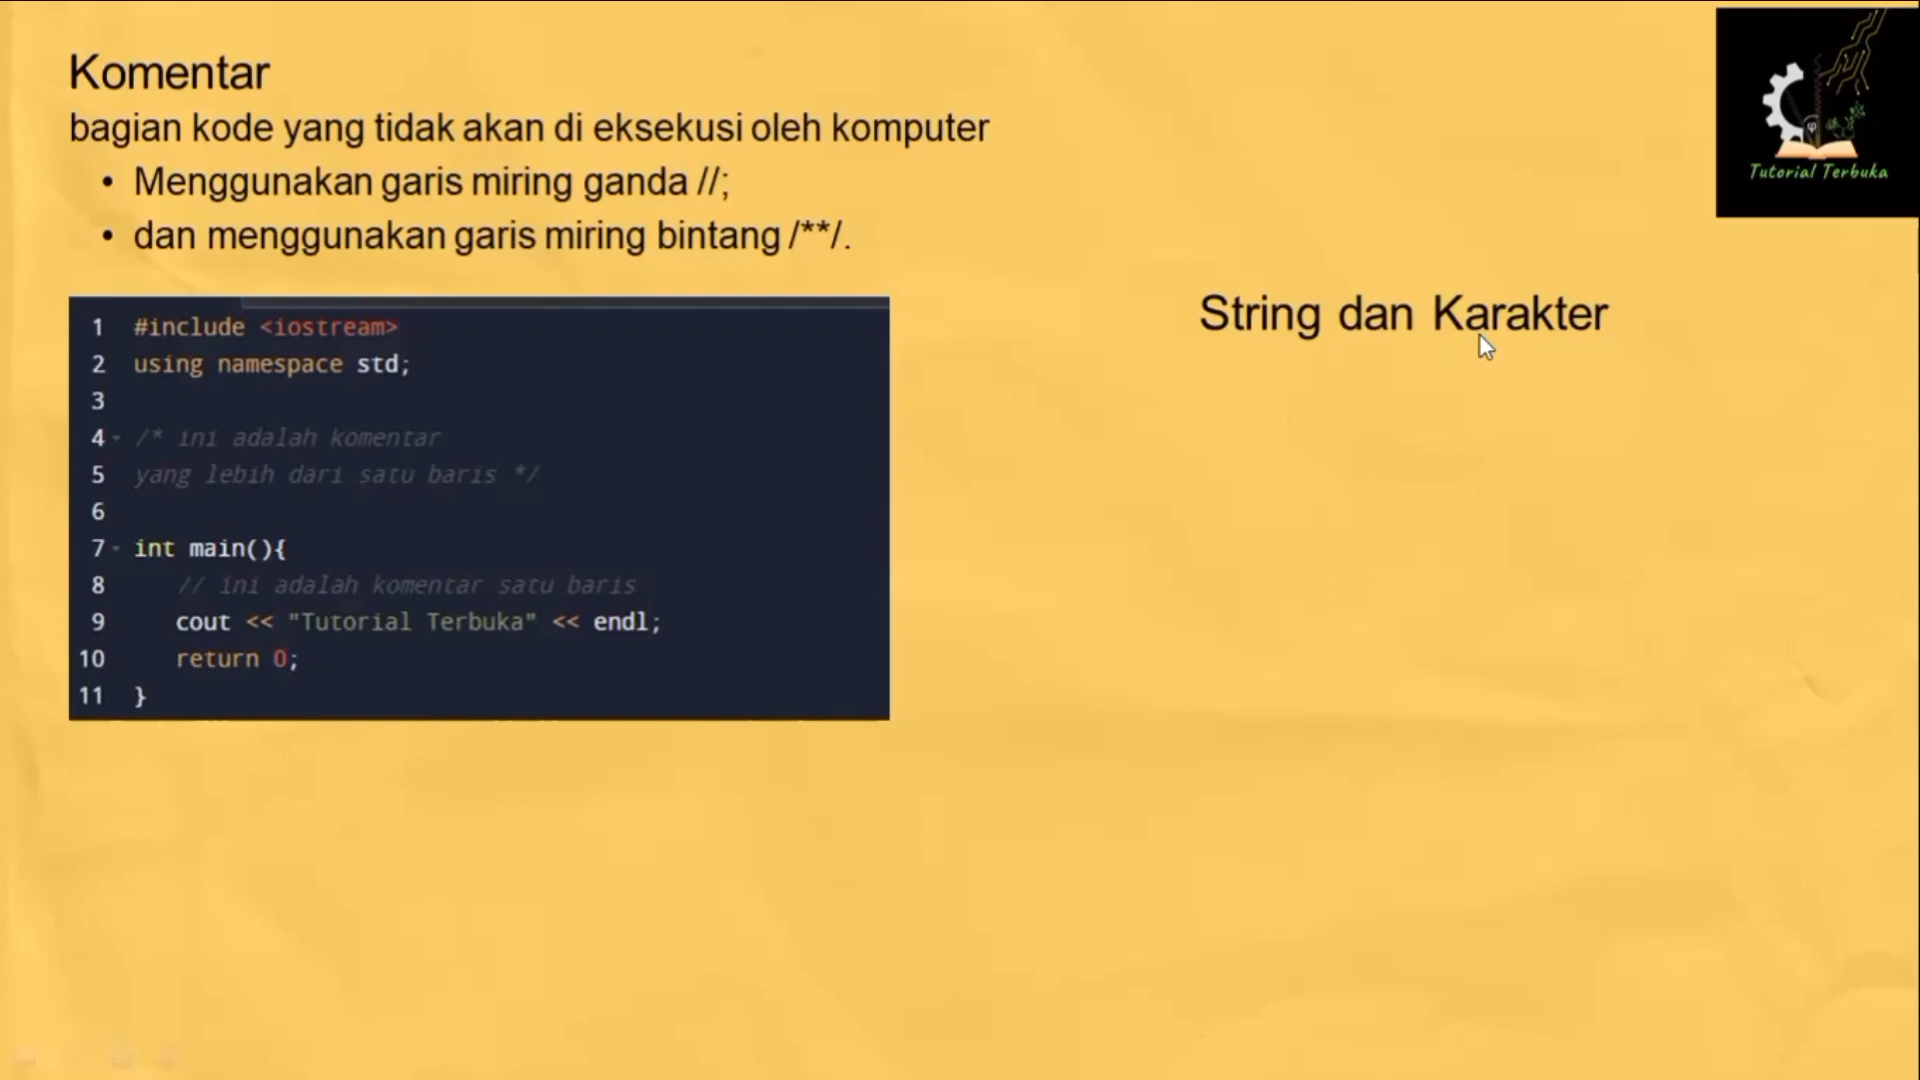 Komentar
bagian kode yang tidak akan di eksekusi oleh komputer
• Menggunakan garis miring ganda //;
• dan menggunakan garis miring bintang /**/.
1 #include <iostream>
2 using namespace std;
3
4 /* ini adalah komentar
5 yang lebih dari satu baris */
6
7 int main(){
8 // ini adalah komentar satu baris
9 cout << "Tutorial Terbuka" << endl;
10 return 0;
11 }
String dan Karakter
Tutorial Terbuka